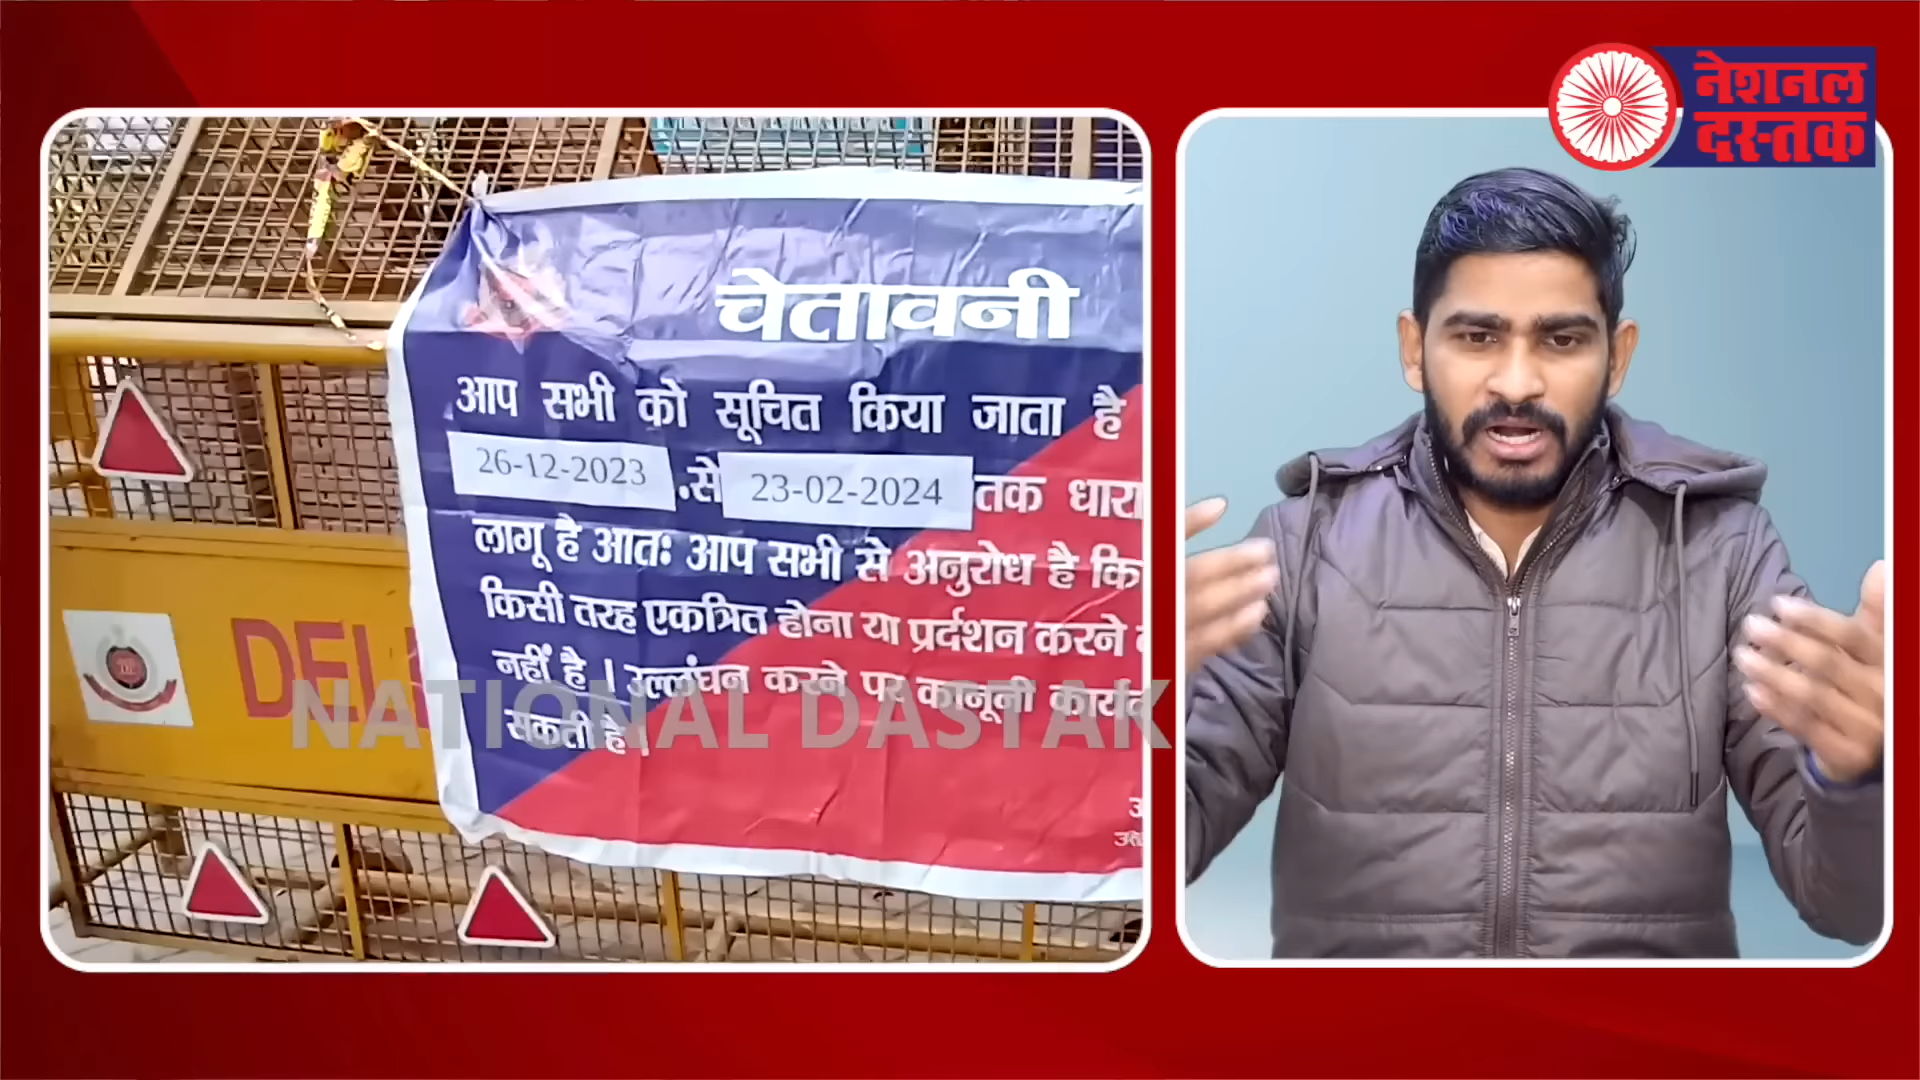 नेशनल
दस्तक
चेतावनी
आप सभी को सूचित किया जाता है
26-12-2023 .से 23-02-2024 तक धारा
लागू है आतः आप सभी से अनुरोध है कि
किसी तरह एकत्रित होना या प्रर्दशन करने
नहीं है । उल्लंघन करने पर कानूनी
सकती है ।
DEL
NATIONAL DASTAK